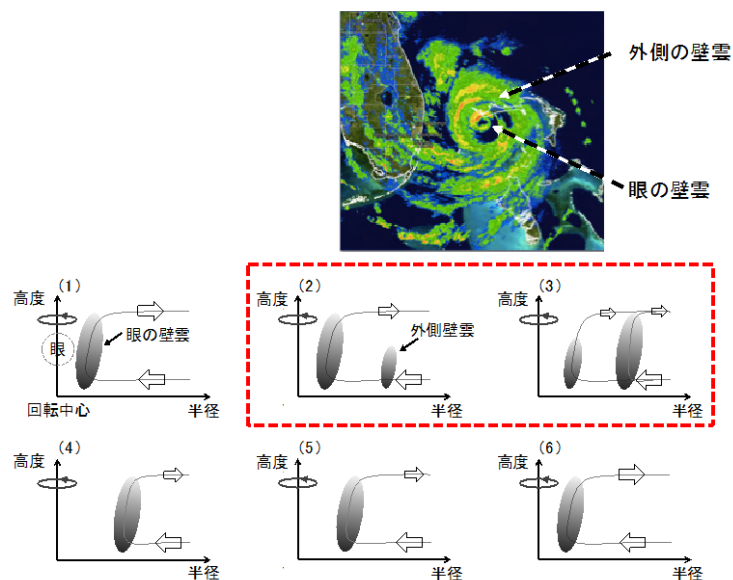 外側の壁雲
眼の壁雲
(1)
高度
眼
眼の壁雲
回転中心
半径
(2)
高度
外側壁雲
半径
(3)
高度
半径
(4)
高度
半径
(5)
高度
半径
(6)
高度
半径